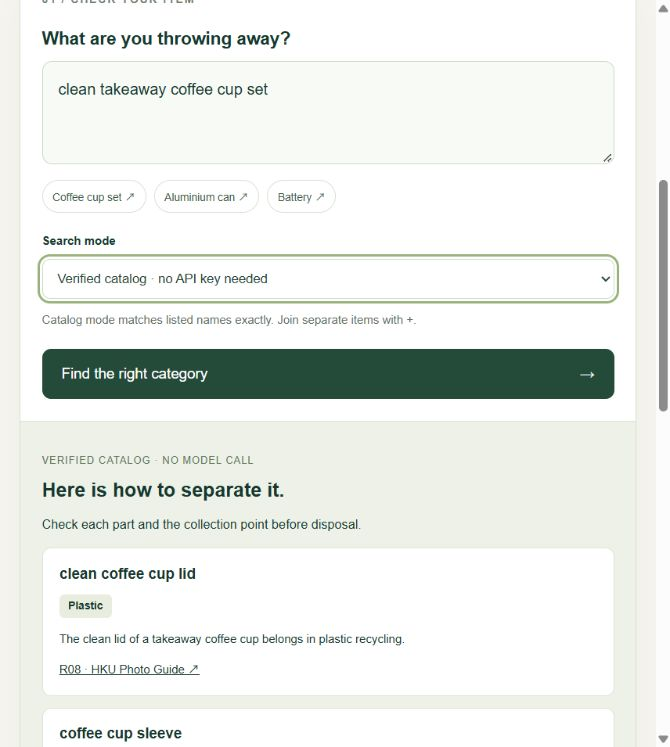 01 / CHECK YOUR ITEM
What are you throwing away?
clean takeaway coffee cup set
Coffee cup set ↗
Aluminium can ↗
Battery ↗
Search mode
Verified catalog · no API key needed
Catalog mode matches listed names exactly. Join separate items with +.
Find the right category →
VERIFIED CATALOG · NO MODEL CALL
Here is how to separate it.
Check each part and the collection point before disposal.
clean coffee cup lid
Plastic
The clean lid of a takeaway coffee cup belongs in plastic recycling.
R08 · HKU Photo Guide ↗
coffee cup sleeve